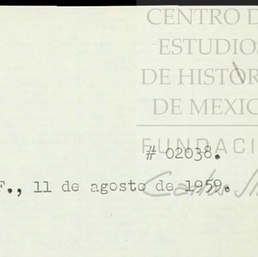 CENTRO D
ESTUDIOS
DE HISTOR
DE MEXIC
FUNDACI
# 02038.
F., 11 de agosto de 1959.